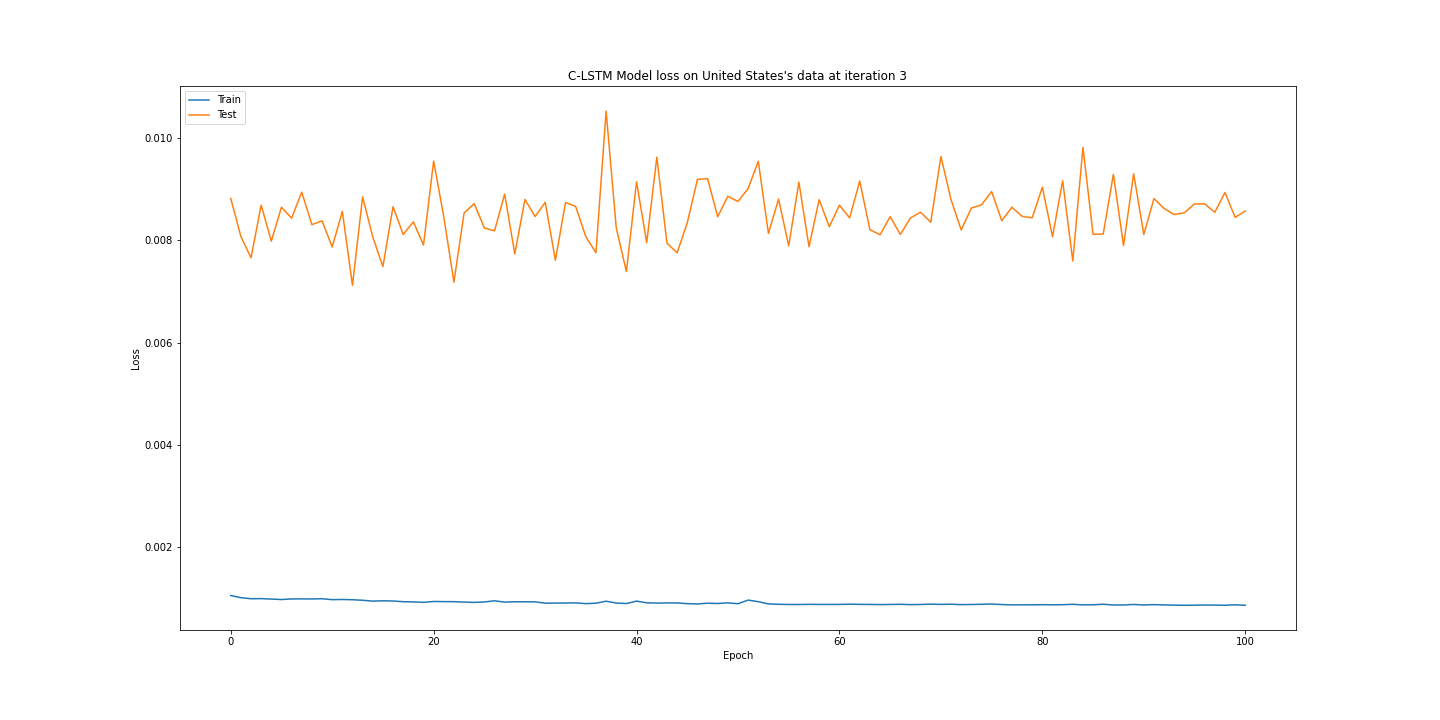 C-LSTM Model loss on United States's data at iteration 3
Train
Test
0.010
0.008
0.006
0.004
0.002
Loss
0 20 40 60 80 100
Epoch